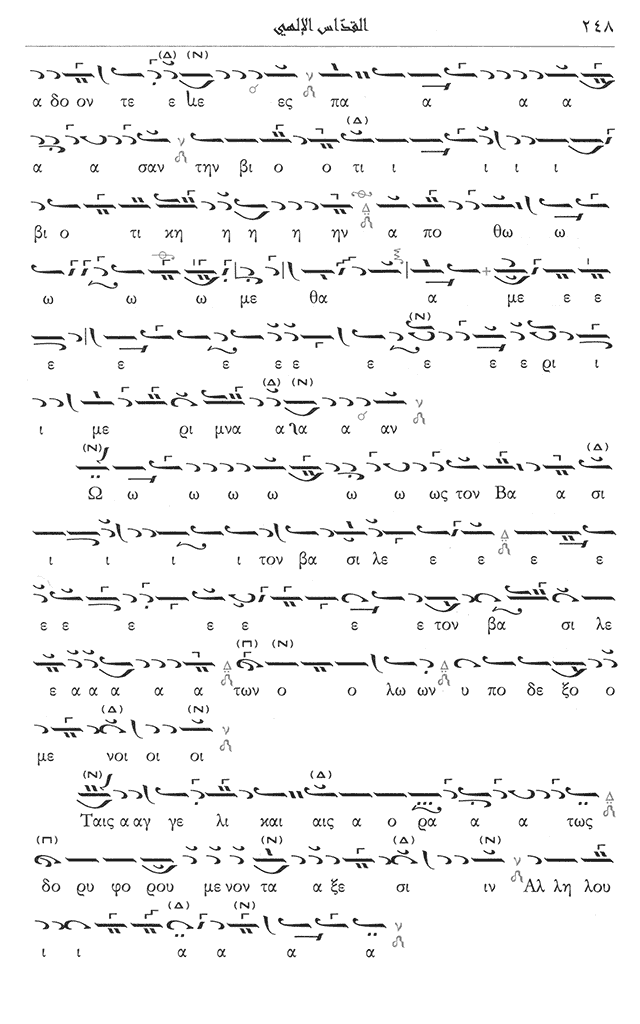 القدّاس الإلهي ٢٤٨
α δο ον τε ε με ες πα α α α
α α σαν την βι ο ο τι ι ι ι ι
βι ο τι κη η η η ην α πο θω ω
ω ω ω με θα α με ε ε
ε ε ε ε ε ε ε ε ρι ι
ι με ρι μνα α λα α αν
Ω ω ω ω ω ω ω ως τον Βα α σι
ι ι ι ι τον βα σι λε ε ε ε ε
ε ε ε ε ε ε ε τον βα σι λε
ε α α α α α των ο ο λω ων υ πο δε ξο ο
με νοι οι οι
Ταις α αγ γε λι και αις α ο ρα α α τως
δο ρυ φο ρου με νον τα α ξε σι ιν Αλ λη λου
ι ι α α α α